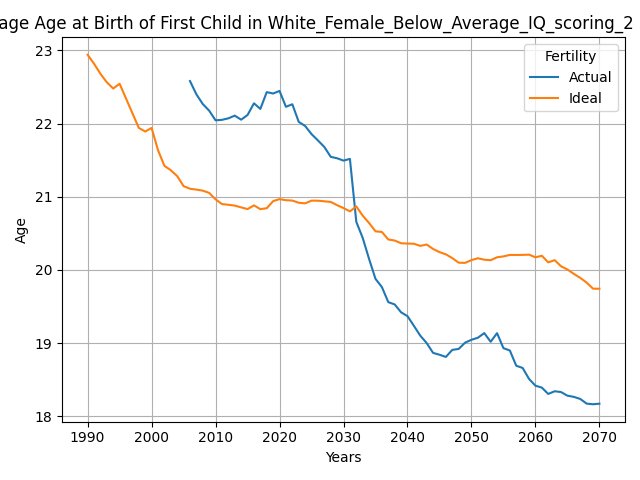 age Age at Birth of First Child in White_Female_Below_Average_IQ_scoring_2
Fertility
Actual
Ideal
23
22
21
20
19
18
Age
1990 2000 2010 2020 2030 2040 2050 2060 2070
Years